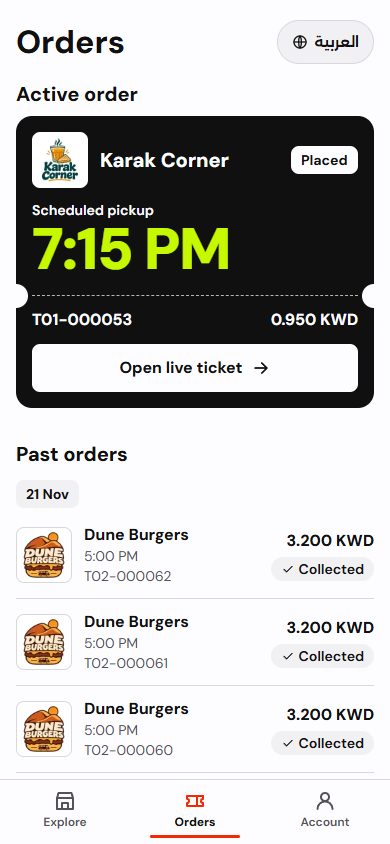 Orders
العربية
Active order
Karak Corner
Karak Corner
Placed
Scheduled pickup
7:15 PM
T01-000053
0.950 KWD
Open live ticket →
Past orders
21 Nov
DUNE BURGERS
Dune Burgers
5:00 PM
T02-000062
3.200 KWD
✓ Collected
DUNE BURGERS
Dune Burgers
5:00 PM
T02-000061
3.200 KWD
✓ Collected
DUNE BURGERS
Dune Burgers
5:00 PM
T02-000060
3.200 KWD
✓ Collected
Explore
Orders
Account